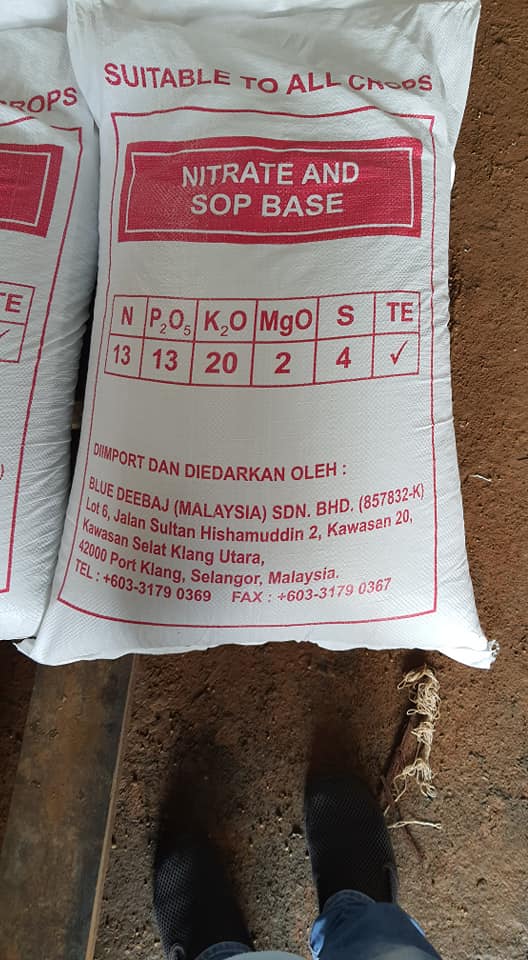 SUITABLE TO ALL CROPS
NITRATE AND
SOP BASE
N P₂O₅ K₂O MgO S TE
13 13 20 2 4 ✓
DIIMPORT DAN DIEDARKAN OLEH :
BLUE DEEBAJ (MALAYSIA) SDN. BHD. (857832-K)
Lot 6, Jalan Sultan Hishamuddin 2, Kawasan 20,
Kawasan Selat Klang Utara,
42000 Port Klang, Selangor, Malaysia.
TEL : +603-3179 0369 FAX : +603-3179 0367
TE
✓
)